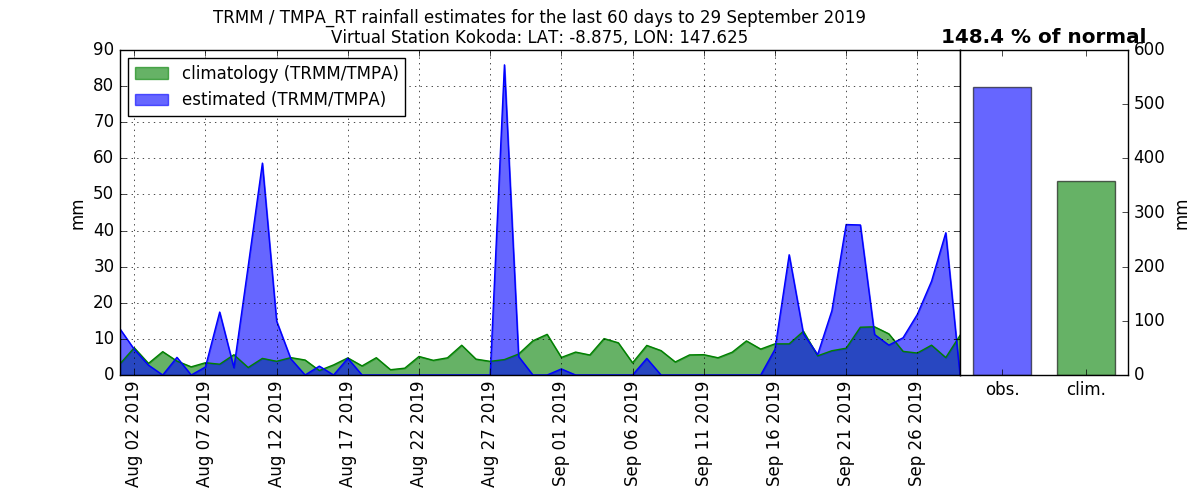 TRMM / TMPA_RT rainfall estimates for the last 60 days to 29 September 2019
Virtual Station Kokoda: LAT: -8.875, LON: 147.625
148.4 % of normal
climatology (TRMM/TMPA)
estimated (TRMM/TMPA)
mm
90
80
70
60
50
40
30
20
10
0
Aug 02 2019
Aug 07 2019
Aug 12 2019
Aug 17 2019
Aug 22 2019
Aug 27 2019
Sep 01 2019
Sep 06 2019
Sep 11 2019
Sep 16 2019
Sep 21 2019
Sep 26 2019
obs.
clim.
600
500
400
300
200
100
0
mm